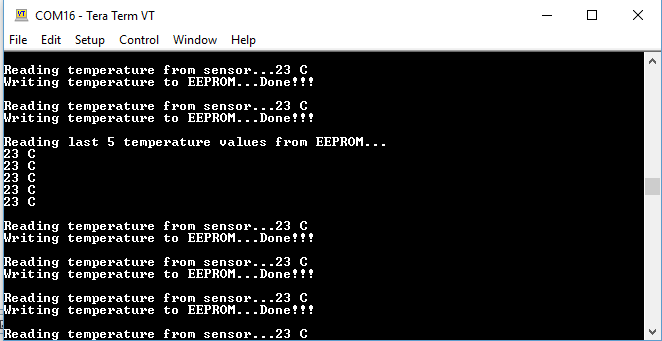 COM16 - Tera Term VT
File Edit Setup Control Window Help
Reading temperature from sensor...23 C
Writing temperature to EEPROM...Done!!!
Reading temperature from sensor...23 C
Writing temperature to EEPROM...Done!!!
Reading last 5 temperature values from EEPROM...
23 C
23 C
23 C
23 C
23 C
Reading temperature from sensor...23 C
Writing temperature to EEPROM...Done!!!
Reading temperature from sensor...23 C
Writing temperature to EEPROM...Done!!!
Reading temperature from sensor...23 C
Writing temperature to EEPROM...Done!!!
Reading temperature from sensor...23 C